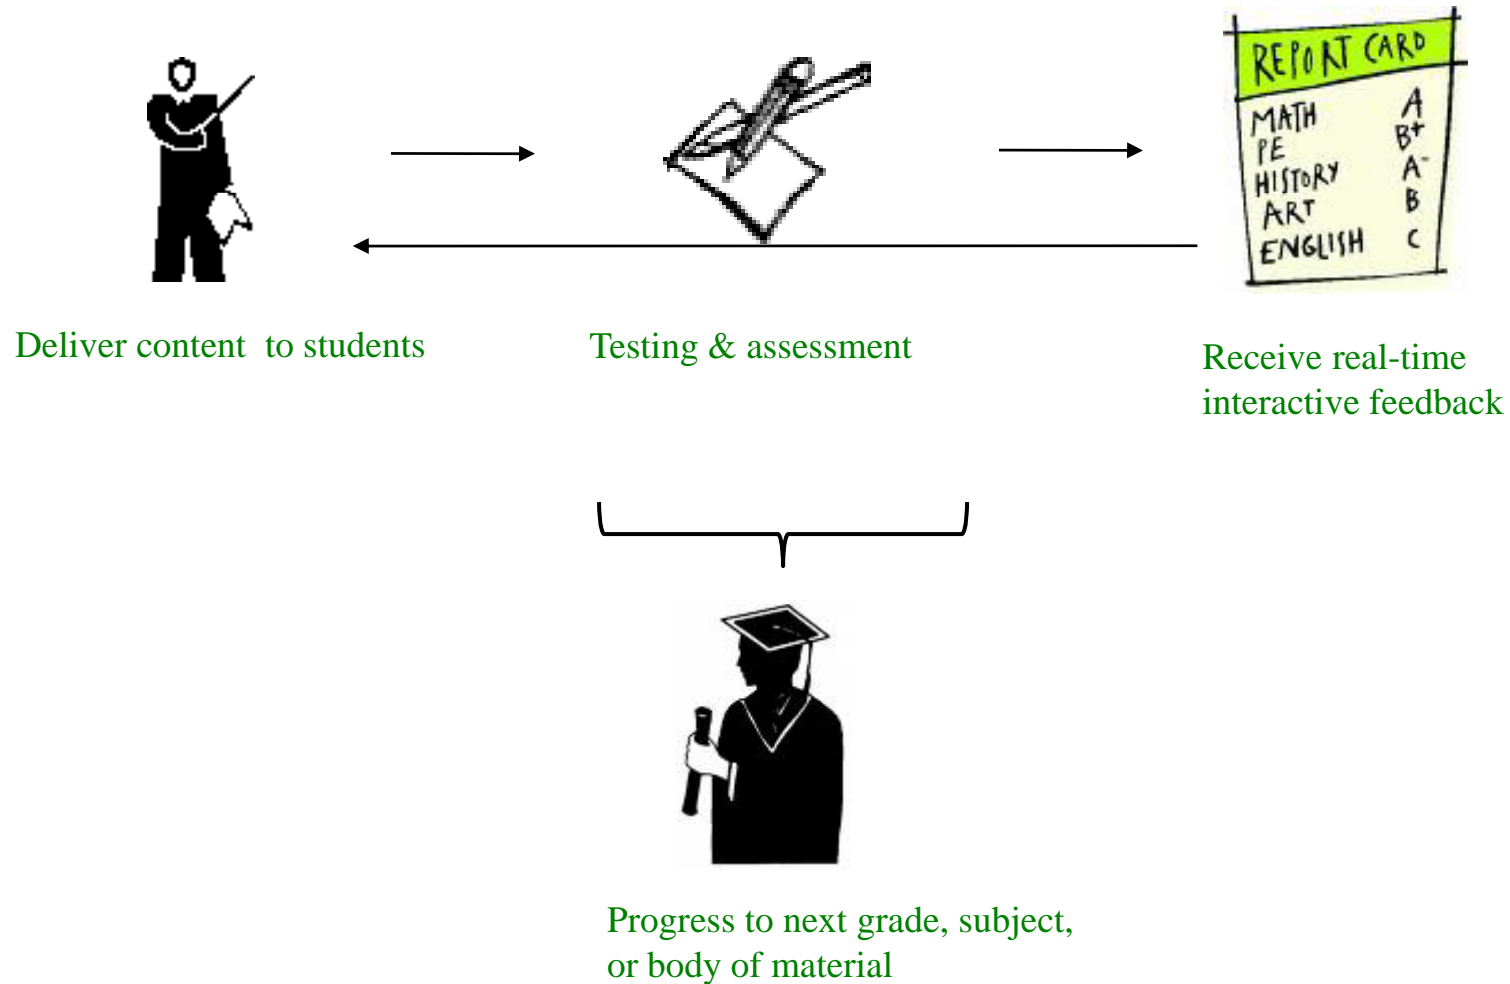 REPORT CARD
MATH A
PE B+
HISTORY A-
ART B
ENGLISH C
Deliver content  to students
Testing & assessment
Receive real-time
interactive feedback
Progress to next grade, subject,
or body of material